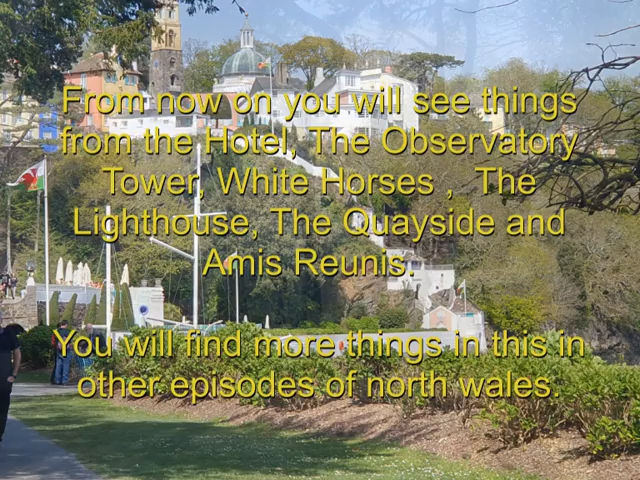 From now on you will see things
from the Hotel, The Observatory
Tower, White Horses ,  The
Lighthouse, The Quayside and
Amis Reunis.
You will find more things in this in
other episodes of north wales.